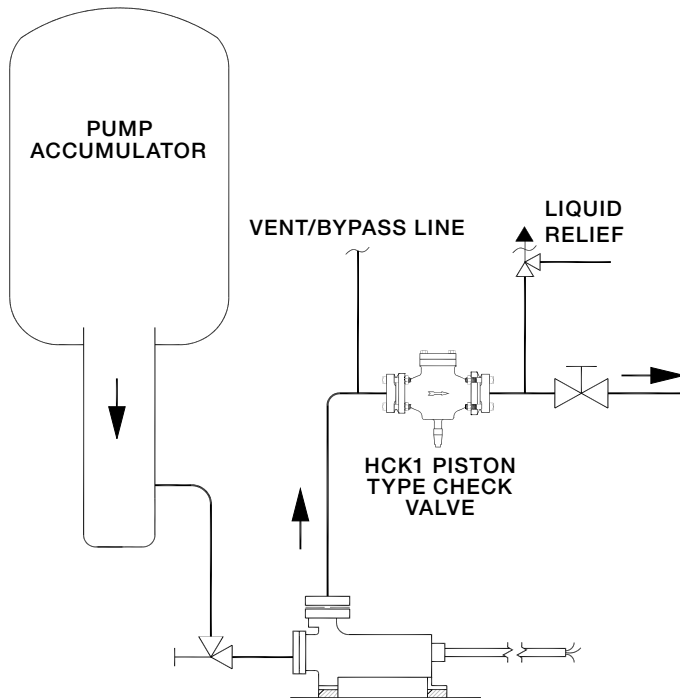 PUMP
ACCUMULATOR
VENT/BYPASS LINE
LIQUID
RELIEF
HCK1 PISTON
TYPE CHECK
VALVE